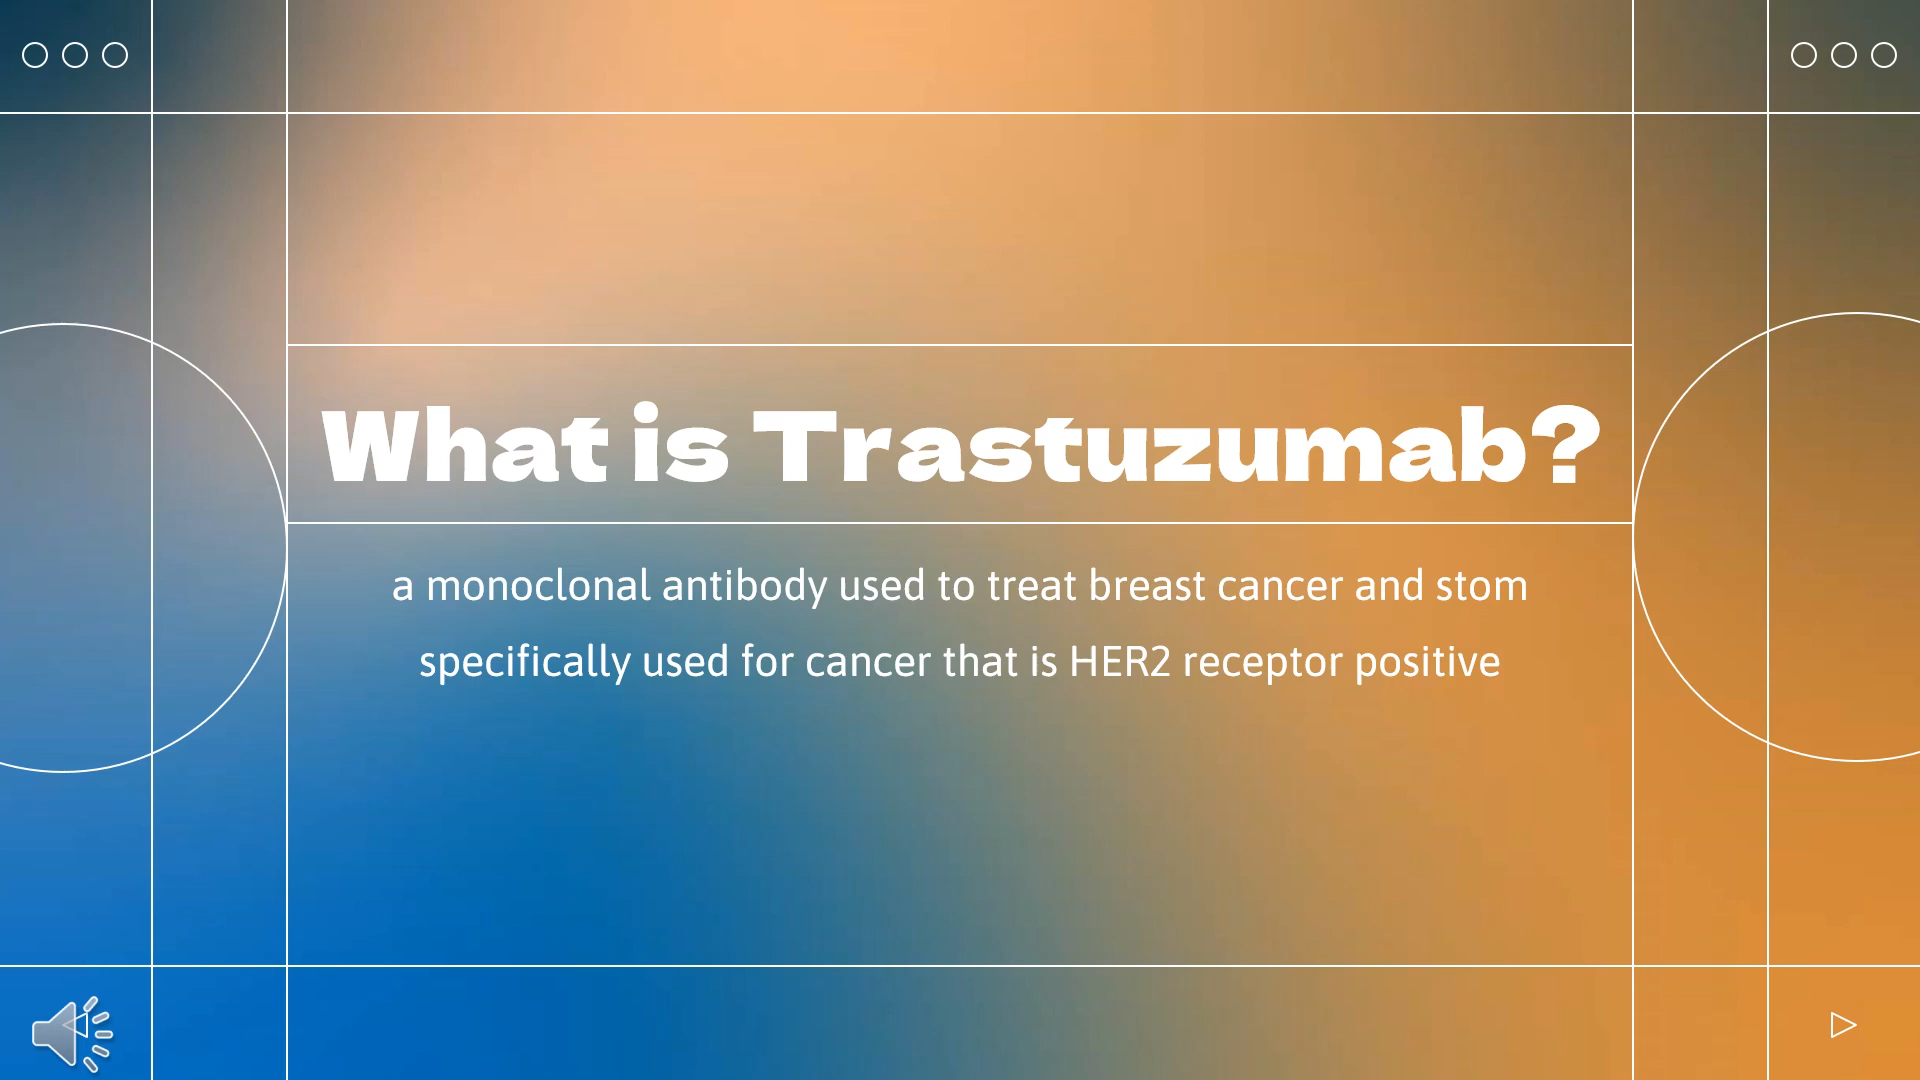 What is Trastuzumab?
a monoclonal antibody used to treat breast cancer and stom
specifically used for cancer that is HER2 receptor positive